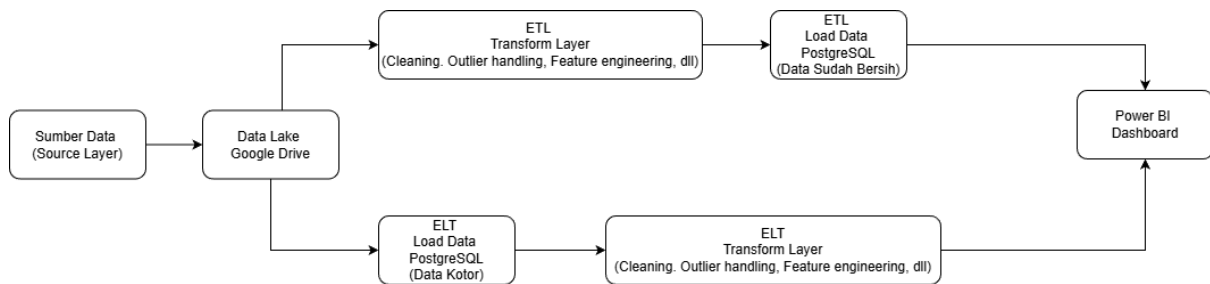 Sumber Data
(Source Layer)
Data Lake
Google Drive
ETL
Transform Layer
(Cleaning. Outlier handling, Feature engineering, dll)
ETL
Load Data
PostgreSQL
(Data Sudah Bersih)
ELT
Load Data
PostgreSQL
(Data Kotor)
ELT
Transform Layer
(Cleaning. Outlier handling, Feature engineering, dll)
Power BI
Dashboard